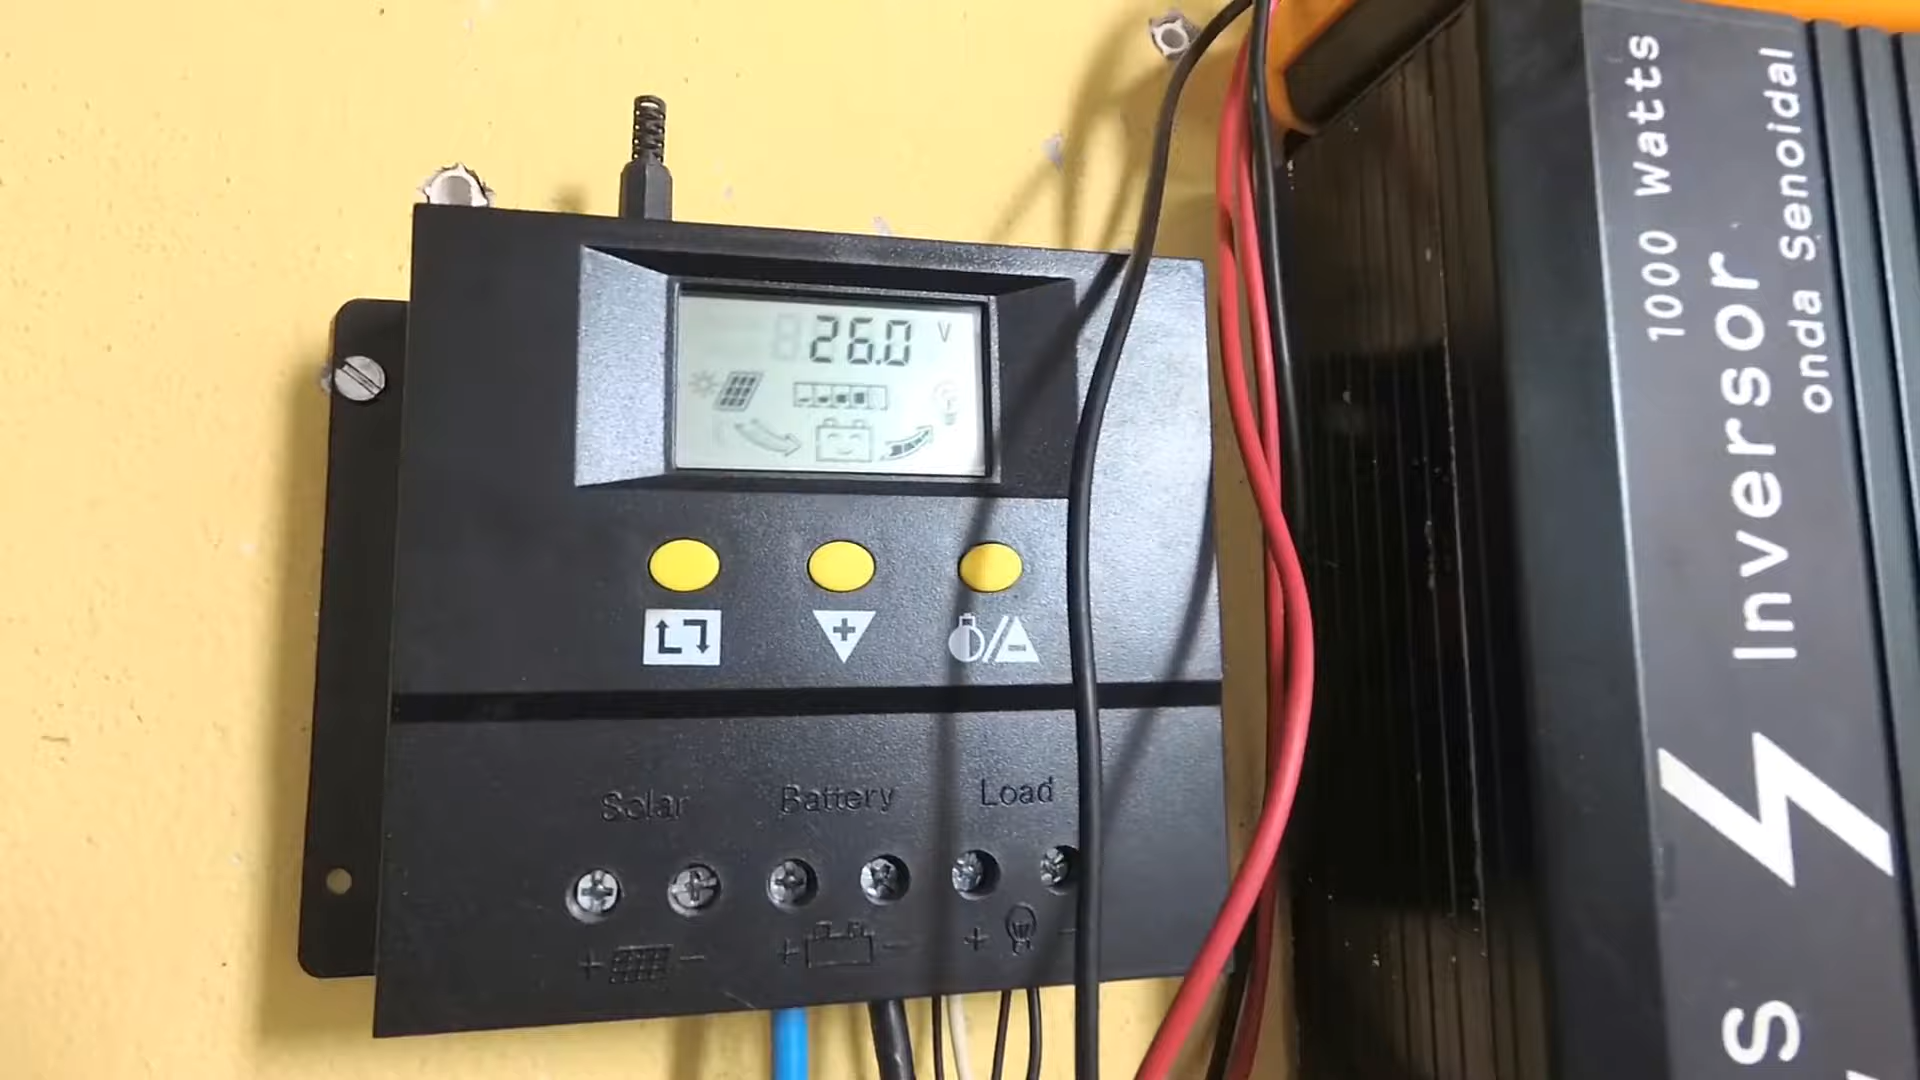 26.0 V
Solar Battery Load
+ - + - + -
1000 Watts
Inversor
onda senoidal